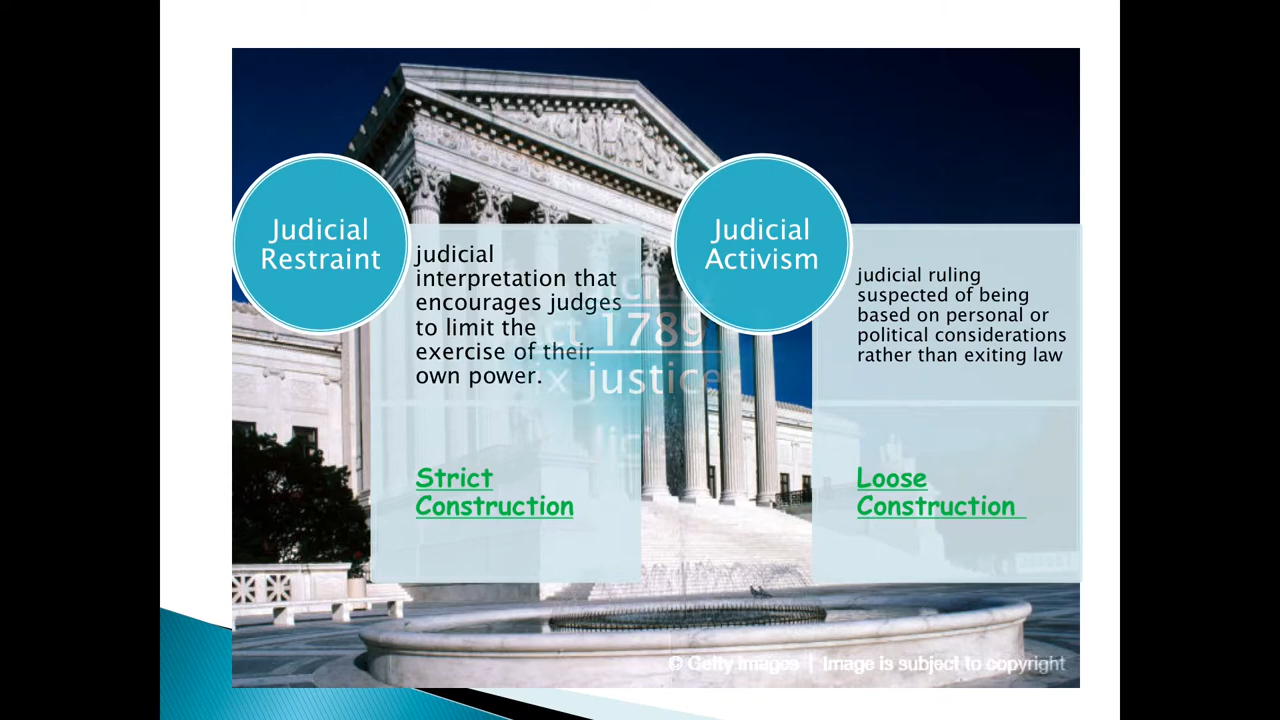 Judicial
Restraint
judicial
interpretation that
encourages judges
to limit the
exercise of their
own power.
Strict
Construction
Judicial
Activism
judicial ruling
suspected of being
based on personal or
political considerations
rather than exiting law
Loose
Construction
1789
justices
© Getty Images | Image is subject to copyright